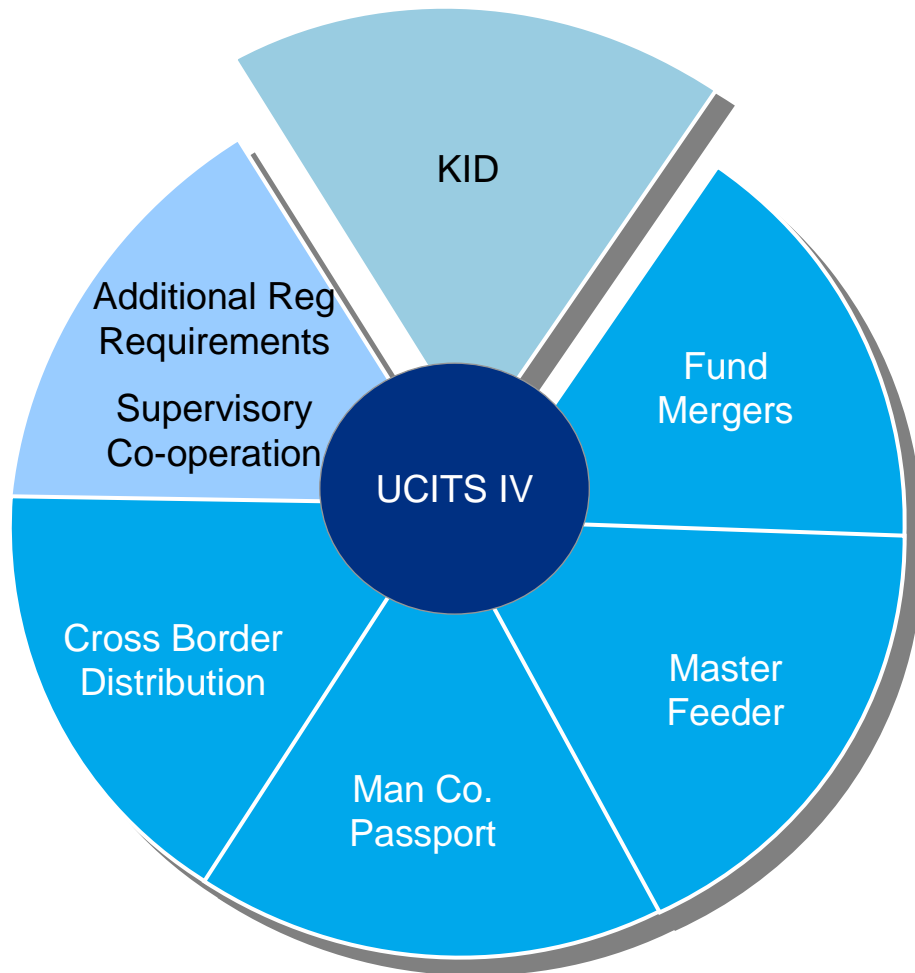 KID
Additional Reg
Requirements
Supervisory
Co-operation
Fund
Mergers
UCITS IV
Cross Border
Distribution
Master
Feeder
Man Co.
Passport